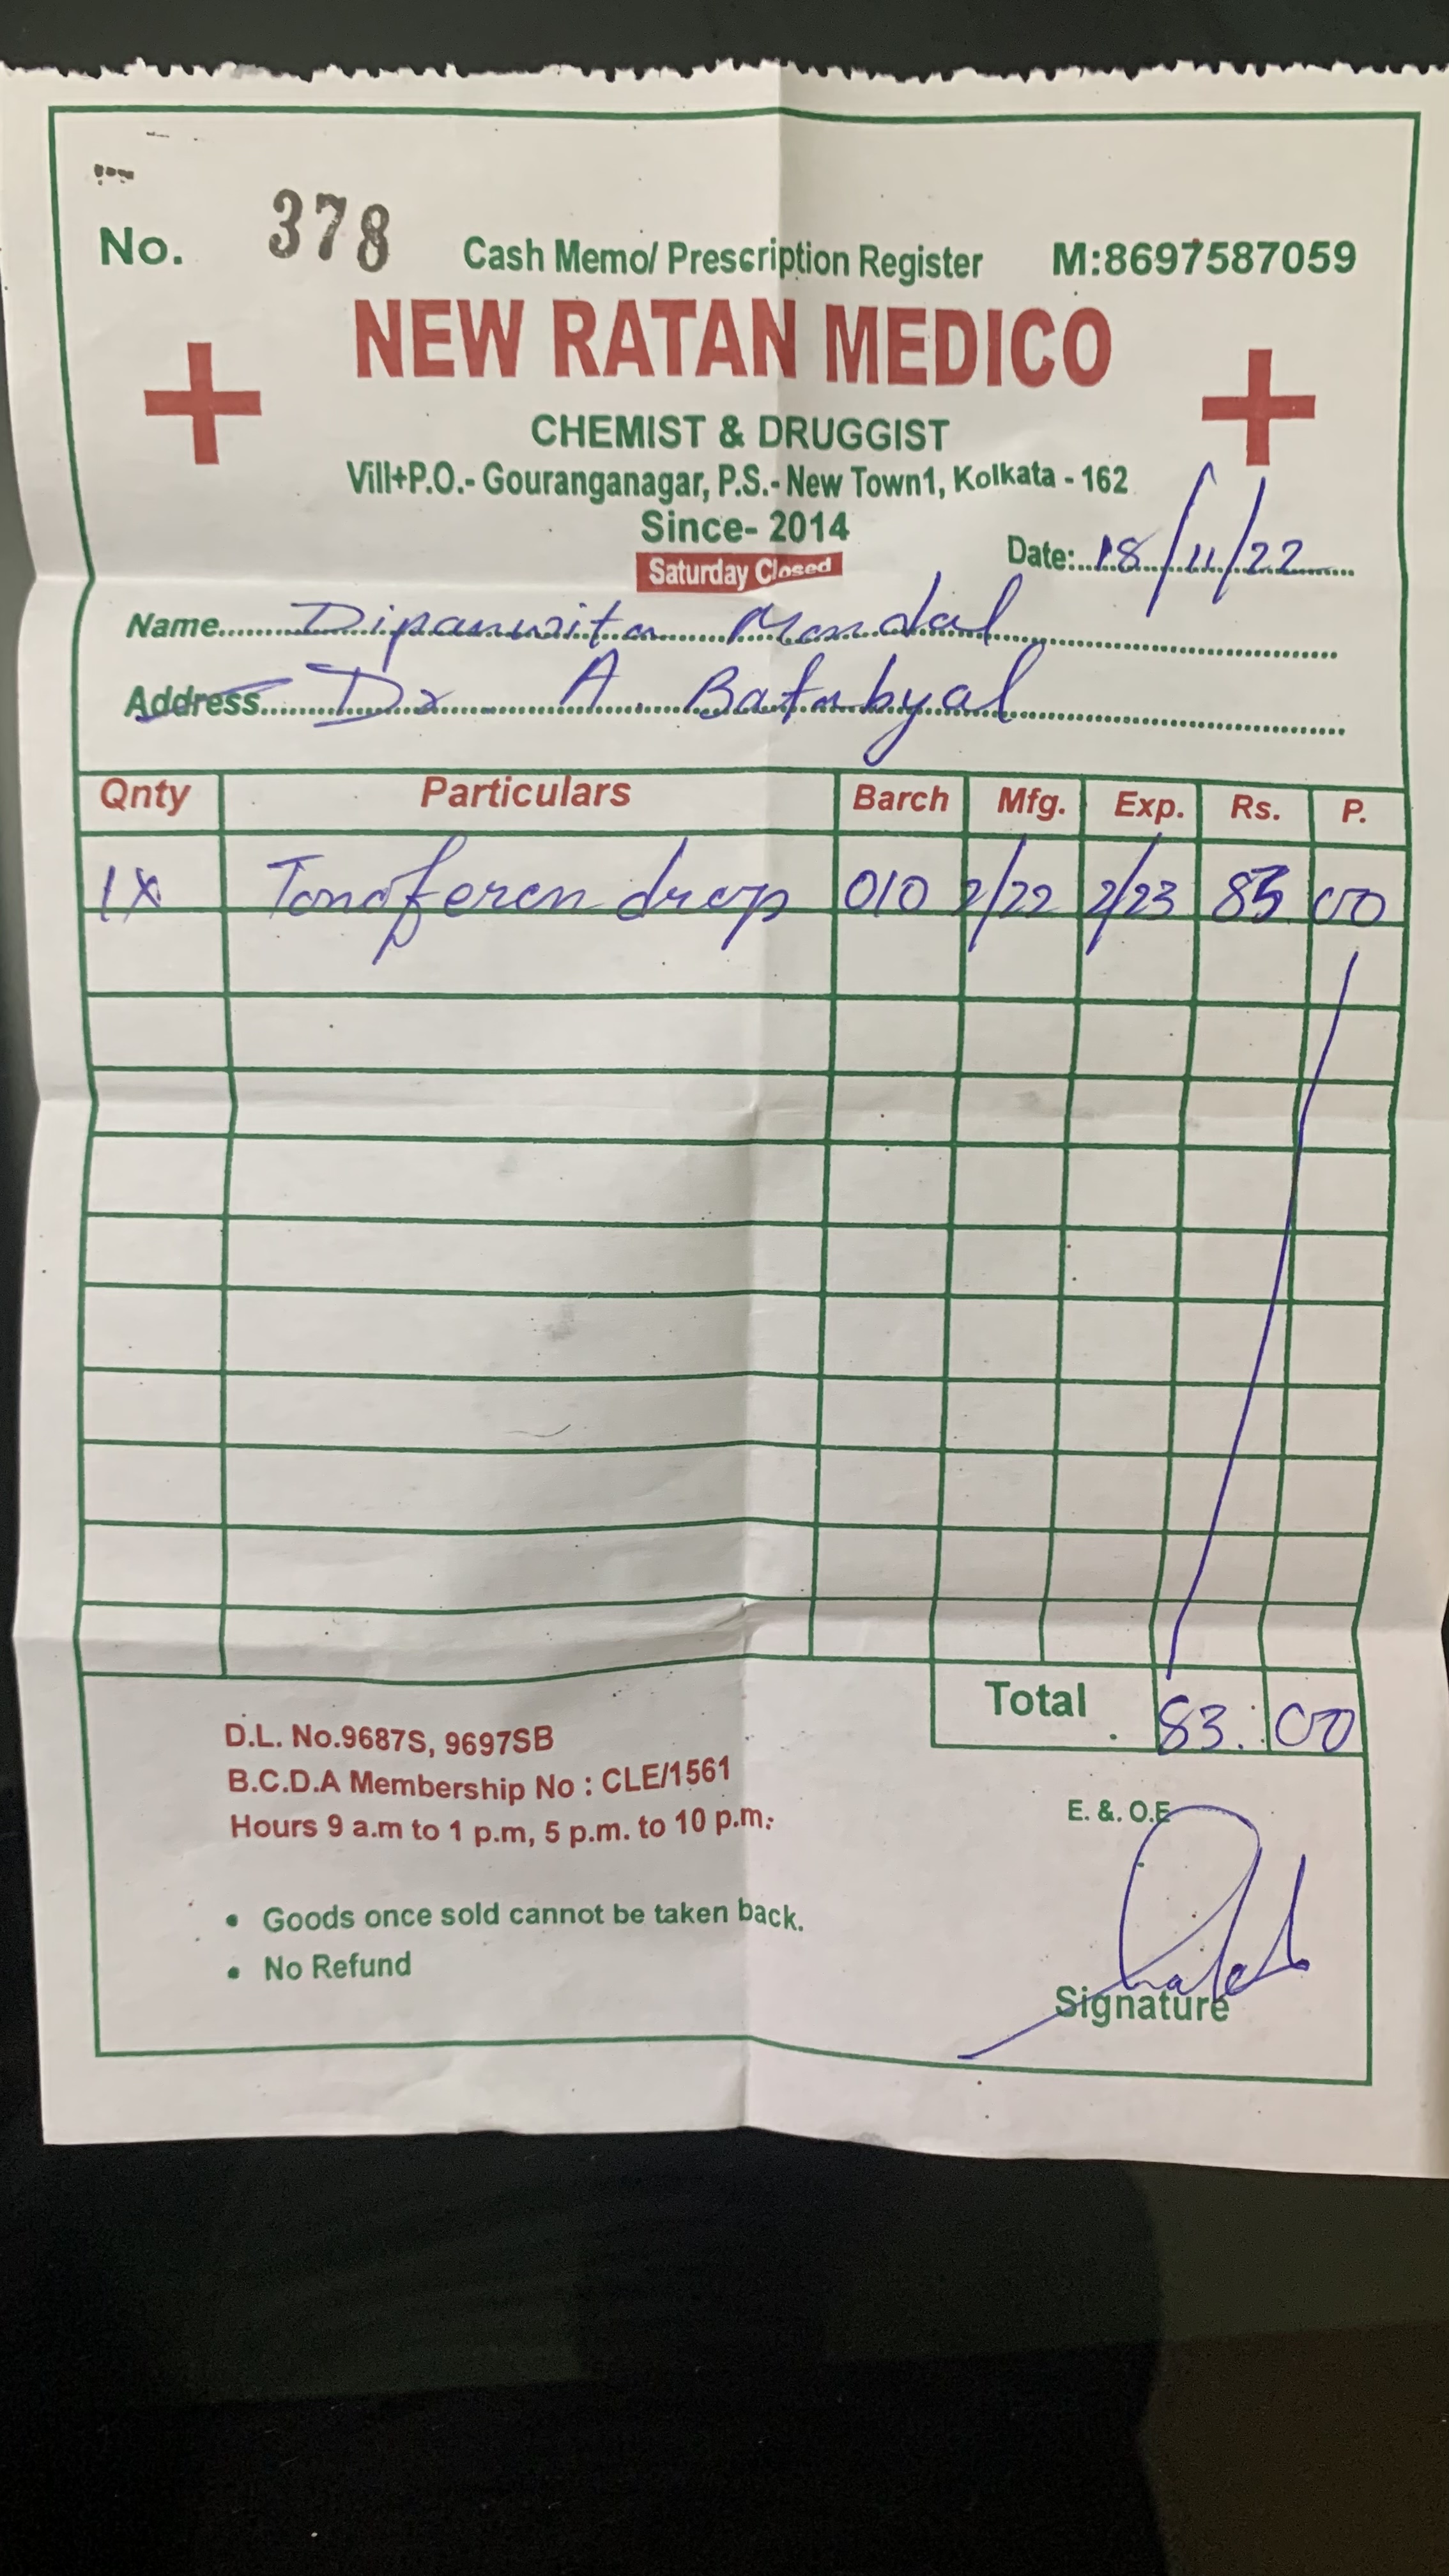 No. 378 Cash Memo/ Prescription Register M:8697587059
NEW RATAN MEDICO
CHEMIST & DRUGGIST
Vill+P.O.- Gouranganagar, P.S.- New Town1, Kolkata - 162
Since- 2014
Saturday Closed
Date: 18/11/22
Name Dipanwita Mondal
Address Dr A. Batabyal
Qnty Particulars Barch Mfg. Exp. Rs. P.
1X Tonoferon drop 010 2/22 2/23 83 00
Total 83. 00
D.L. No.9687S, 9697SB
B.C.D.A Membership No : CLE/1561
Hours 9 a.m to 1 p.m, 5 p.m. to 10 p.m.
E. &. O.E
• Goods once sold cannot be taken back.
• No Refund
Signature